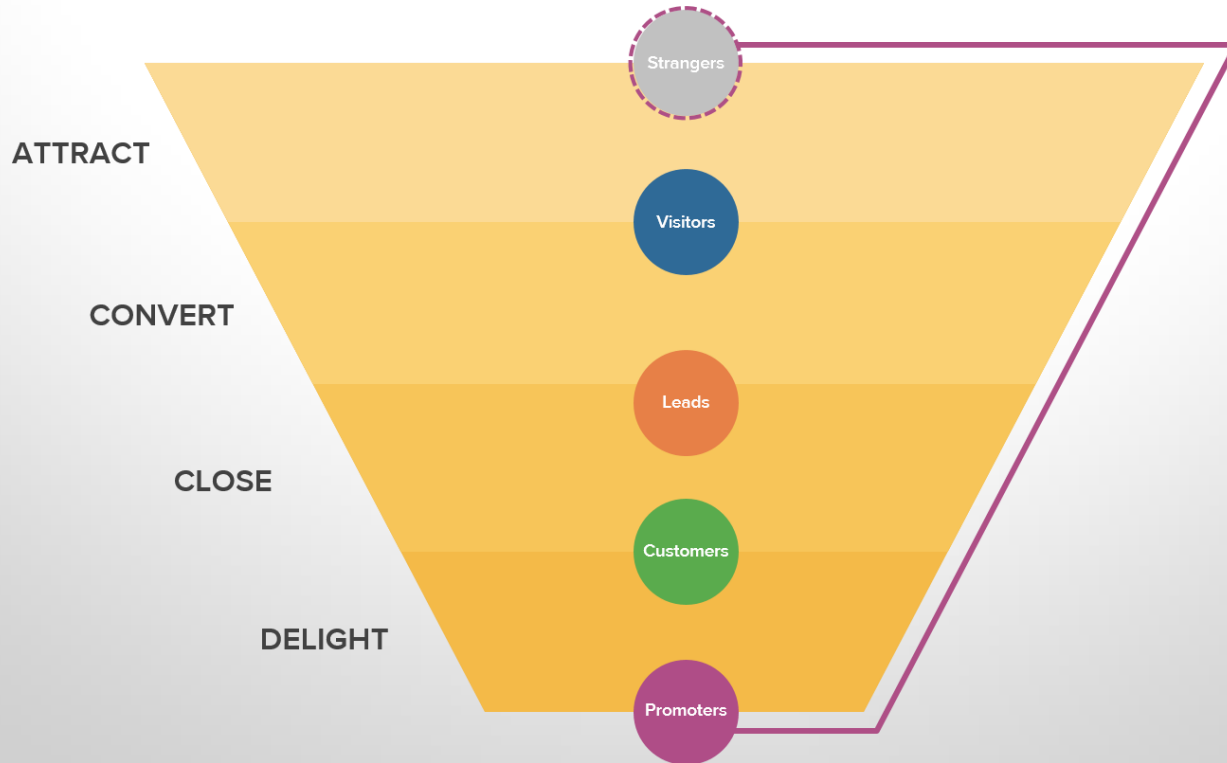 Strangers
ATTRACT
Visitors
CONVERT
Leads
CLOSE
Customers
DELIGHT
Promoters